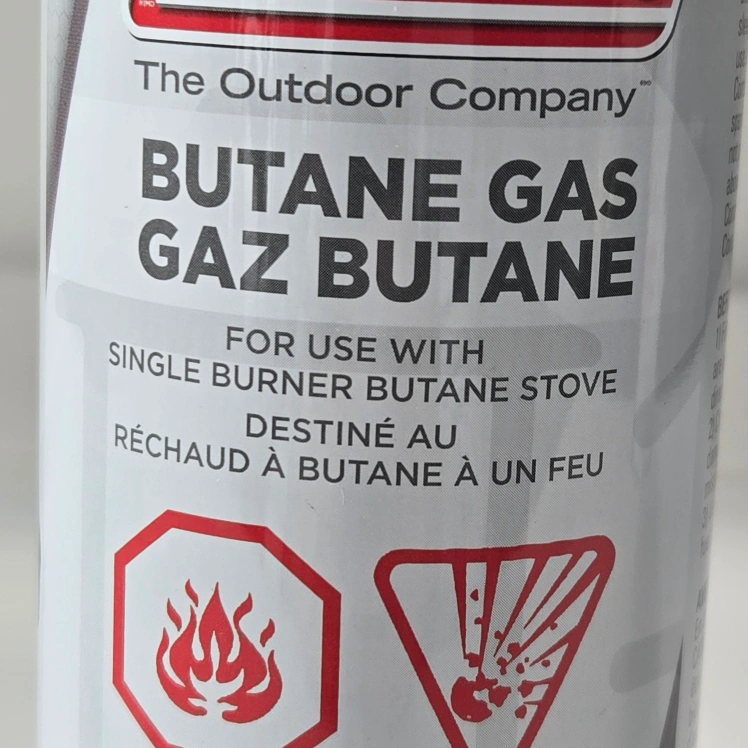 The Outdoor Company™
BUTANE GAS
GAZ BUTANE
FOR USE WITH
SINGLE BURNER BUTANE STOVE
DESTINÉ AU
RÉCHAUD À BUTANE À UN FEU